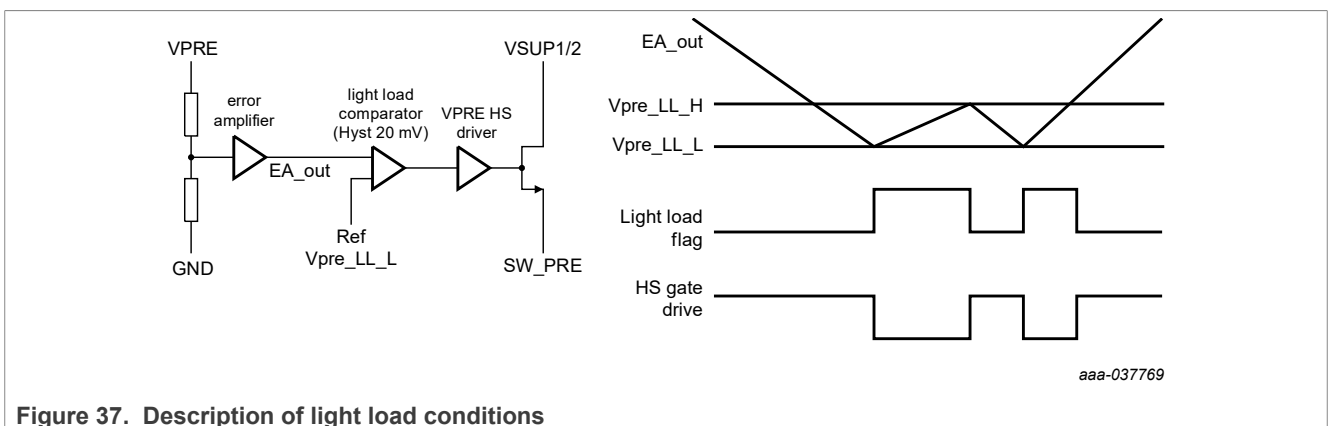 VPRE
error
amplifier
EA_out
GND
light load
comparator
(Hyst 20 mV)
Ref
Vpre_LL_L
VPRE HS
driver
VSUP1/2
SW_PRE
EA_out
Vpre_LL_H
Vpre_LL_L
Light load
flag
HS gate
drive
aaa-037769
Figure 37. Description of light load conditions